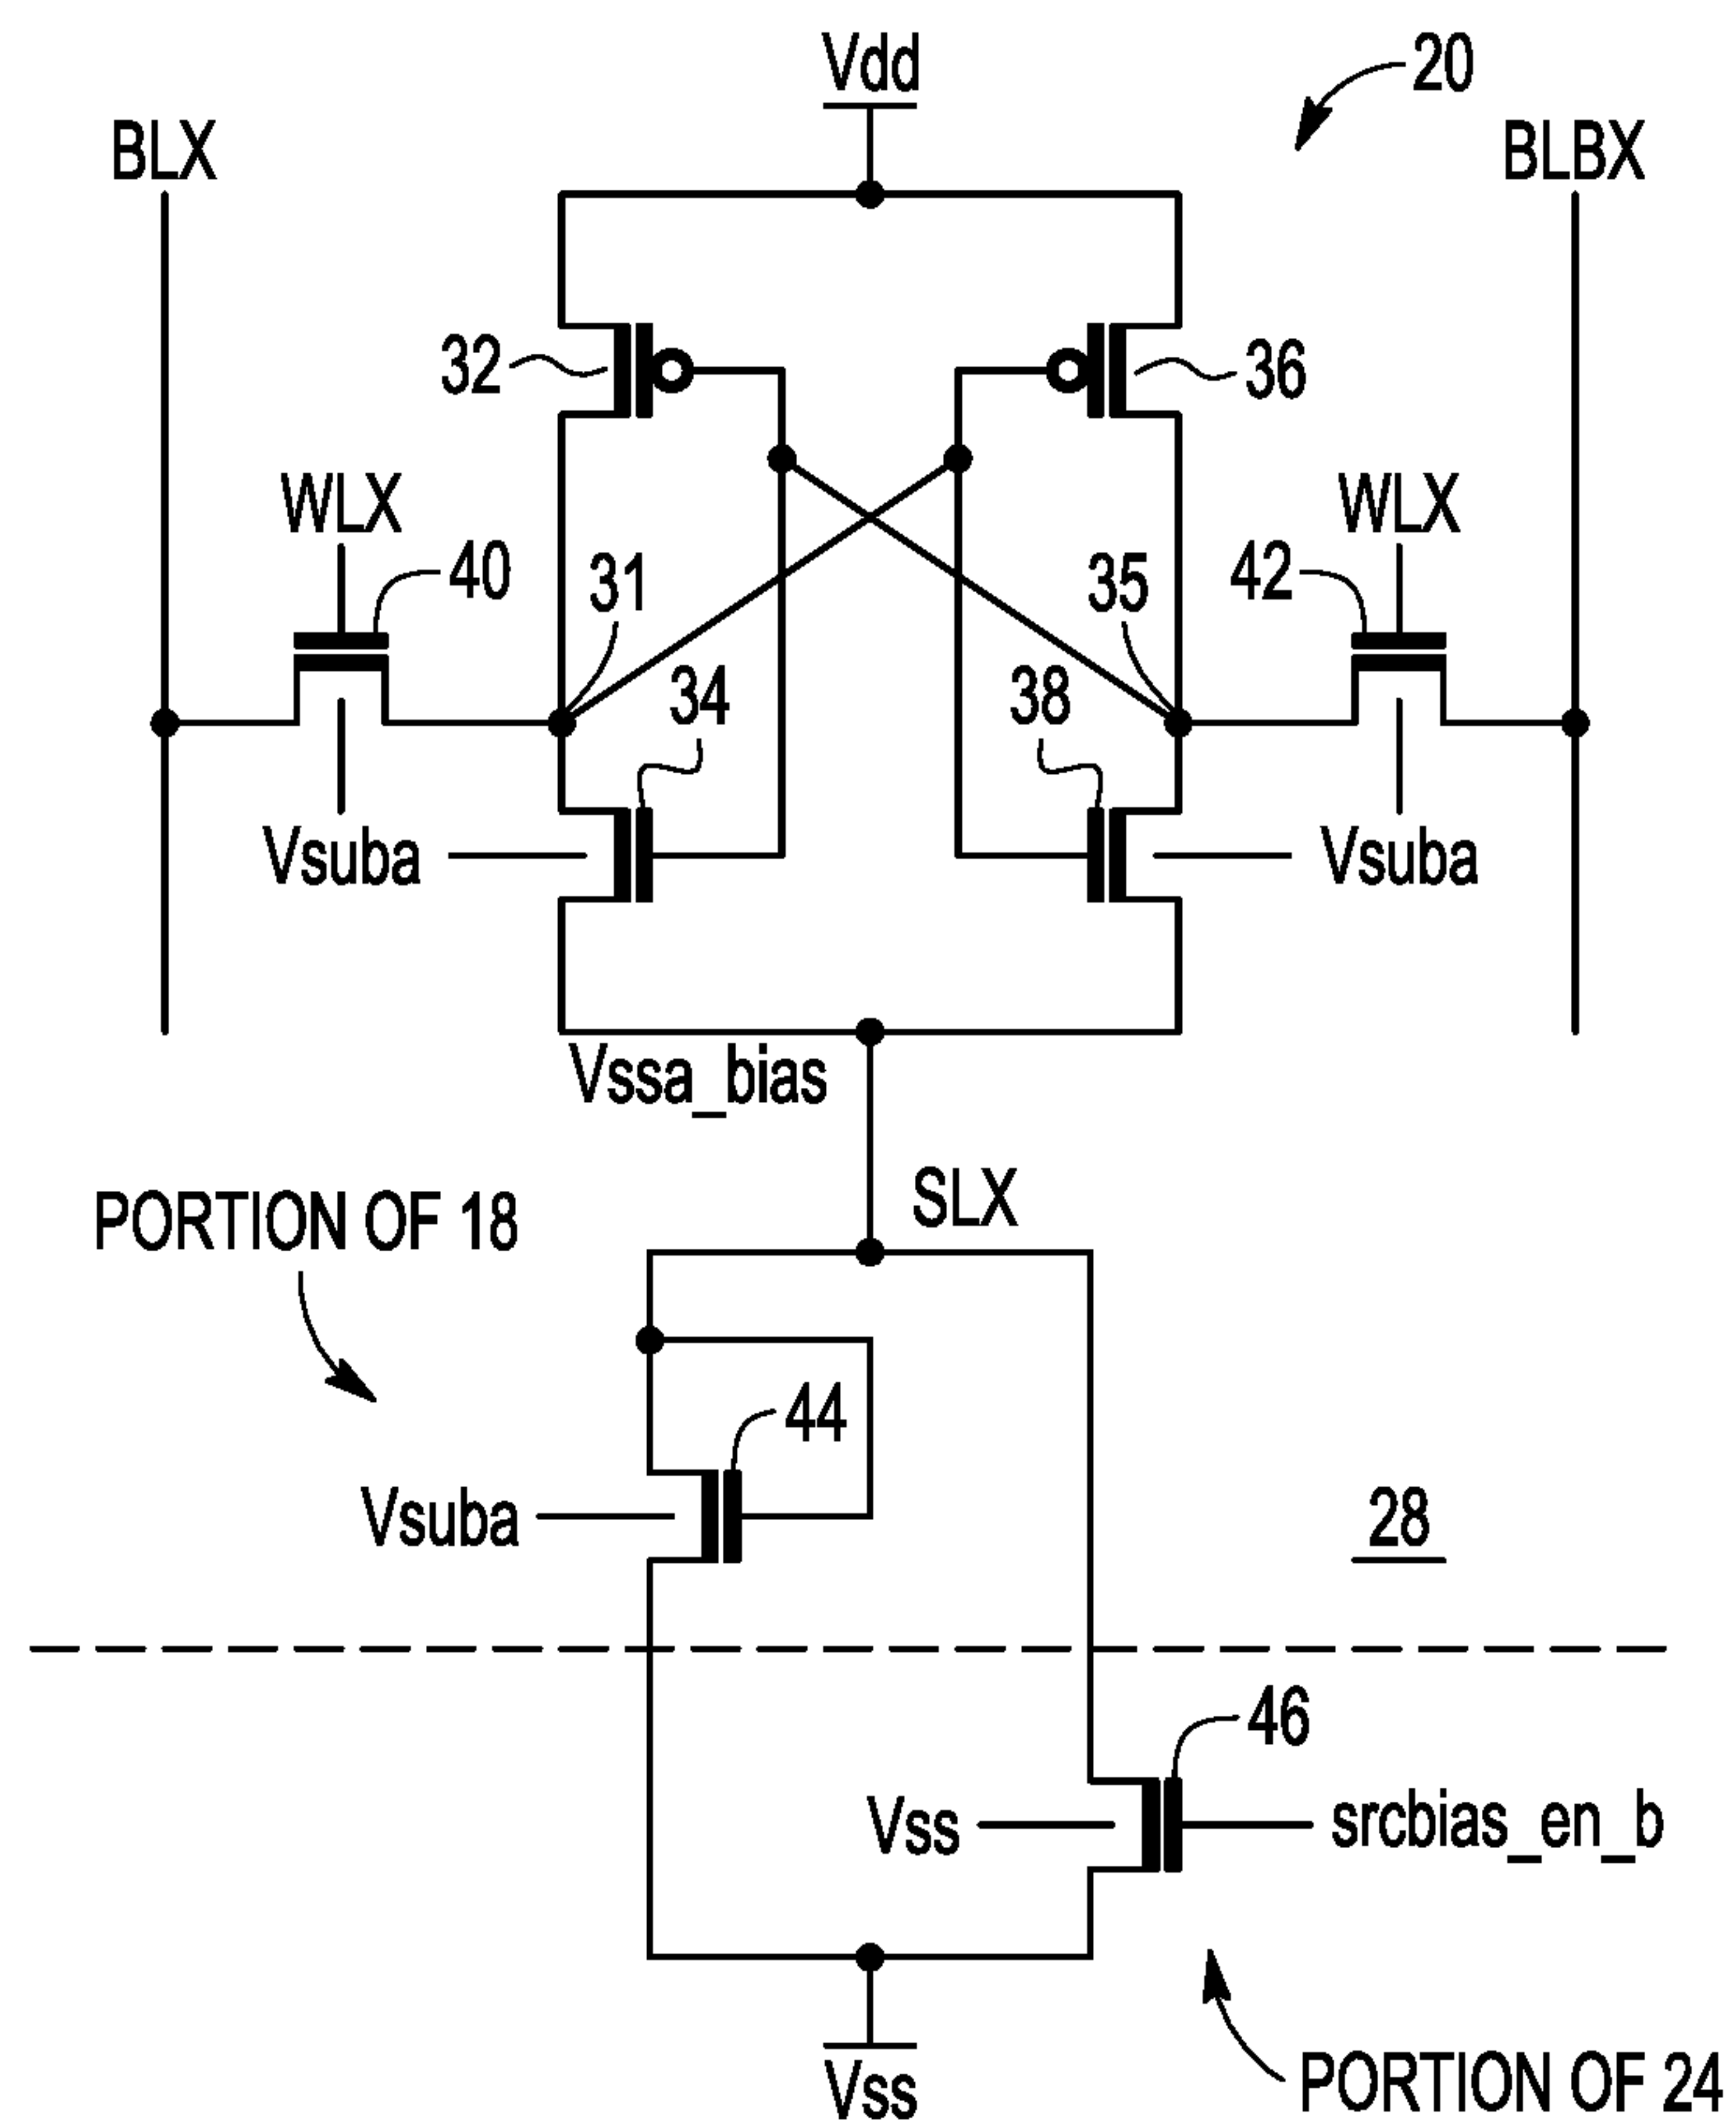 Vdd
20
BLX
BLBX
32
36
WLX
WLX
40
31
35
42
34
38
Vsuba
Vsuba
Vssa_bias
SLX
PORTION OF 18
44
Vsuba
28
46
Vss
srcbias_en_b
Vss
PORTION OF 24